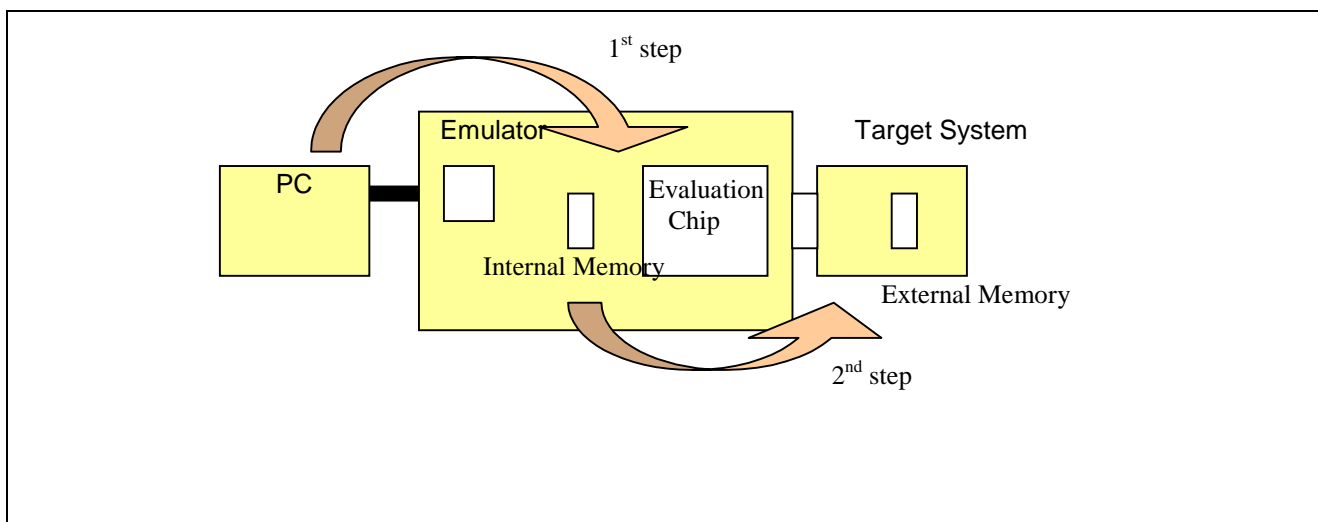 1st step
Emulator
Target System
PC
Evaluation
Chip
Internal Memory
External Memory
2nd step